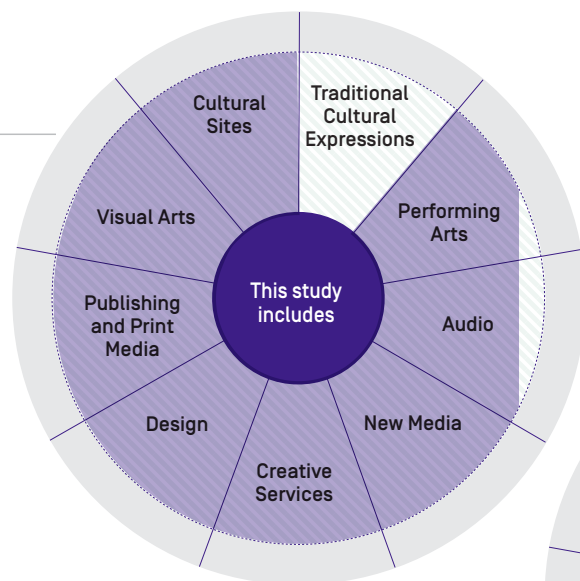 Cultural
Sites
Traditional
Cultural
Expressions
Performing
Arts
Audio
New Media
Creative
Services
Design
Publishing
and Print
Media
Visual Arts
This study
includes